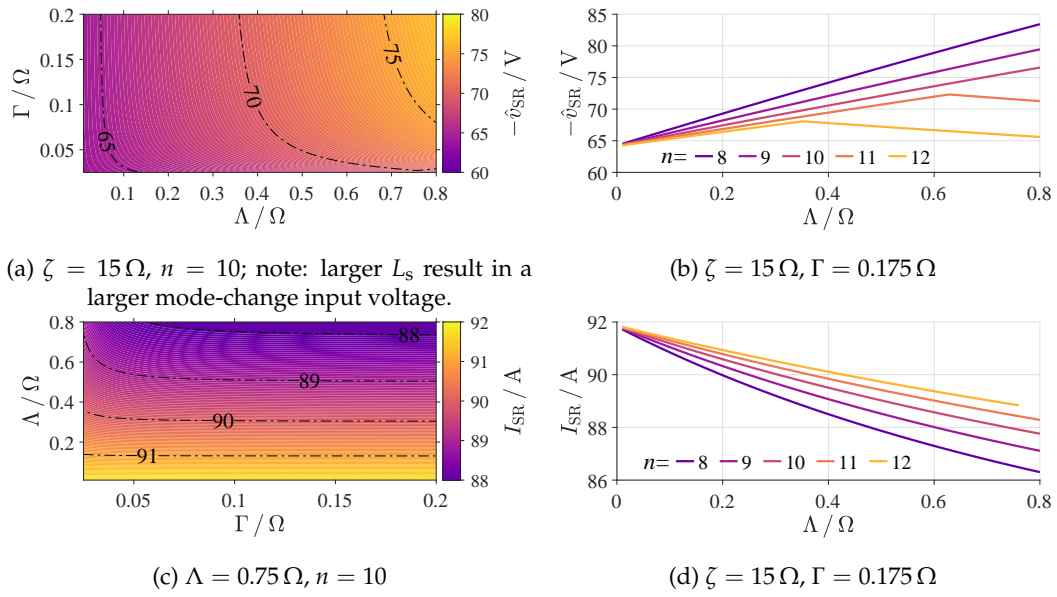 0.2
0.15
0.1
0.05
Γ / Ω
65
70
75
0.1 0.2 0.3 0.4 0.5 0.6 0.7 0.8
Λ / Ω
80
75
70
65
60
−v̂SR / V
(a) ζ = 15 Ω, n = 10; note: larger Ls result in a
larger mode-change input voltage.
85
80
75
70
65
60
−v̂SR / V
n= 8 9 10 11 12
0 0.2 0.4 0.6 0.8
Λ / Ω
(b) ζ = 15 Ω, Γ = 0.175 Ω
0.8
0.6
0.4
0.2
Λ / Ω
88
89
90
91
0.05 0.1 0.15 0.2
Γ / Ω
92
91
90
89
88
ISR / A
(c) Λ = 0.75 Ω, n = 10
92
90
88
86
ISR / A
n= 8 9 10 11 12
0 0.2 0.4 0.6 0.8
Λ / Ω
(d) ζ = 15 Ω, Γ = 0.175 Ω